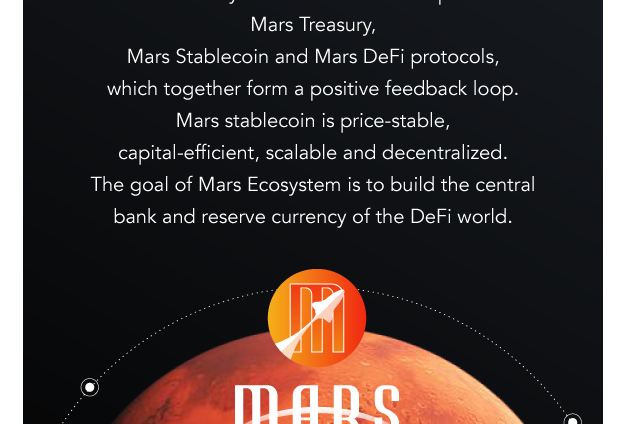 Mars Treasury,
Mars Stablecoin and Mars DeFi protocols,
which together form a positive feedback loop.
Mars stablecoin is price-stable,
capital-efficient, scalable and decentralized.
The goal of Mars Ecosystem is to build the central
bank and reserve currency of the DeFi world.
M
MARS